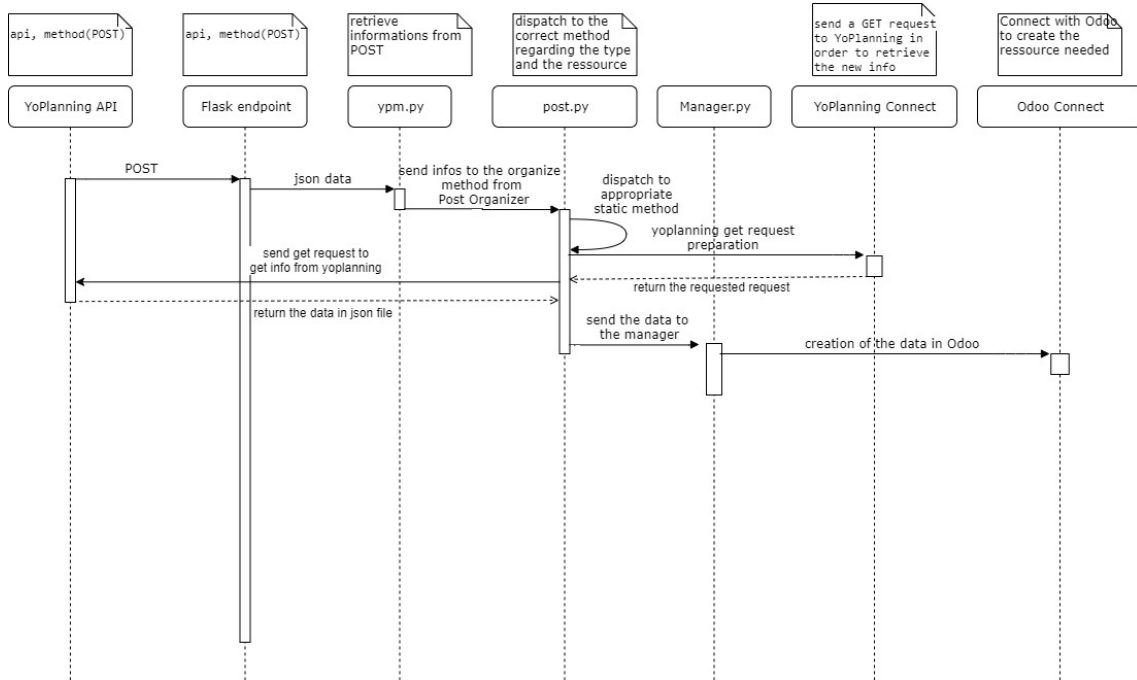 api, method(POST)
api, method(POST)
retrieve
informations from
POST
dispatch to the
correct method
regarding the type
and the ressource
send a GET request
to YoPlanning in
order to retrieve
the new info
Connect with Odoo
to create the
ressource needed
YoPlanning API
Flask endpoint
ypm.py
post.py
Manager.py
YoPlanning Connect
Odoo Connect
POST
json data
send infos to the organize
method from
Post Organizer
dispatch to
appropriate
static method
yoplanning get request
preparation
send get request to
get info from yoplanning
return the requested request
return the data in json file
send the data to
the manager
creation of the data in Odoo